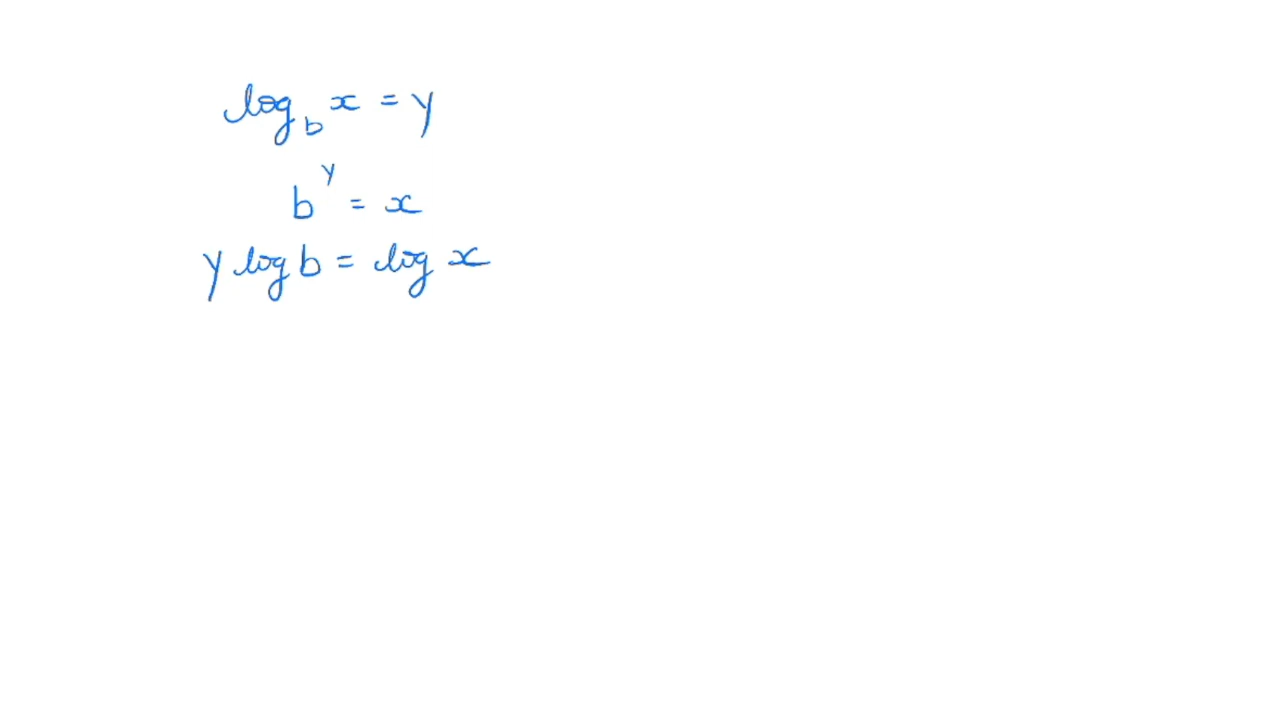 log_b x = y
b^y = x
y log b = log x